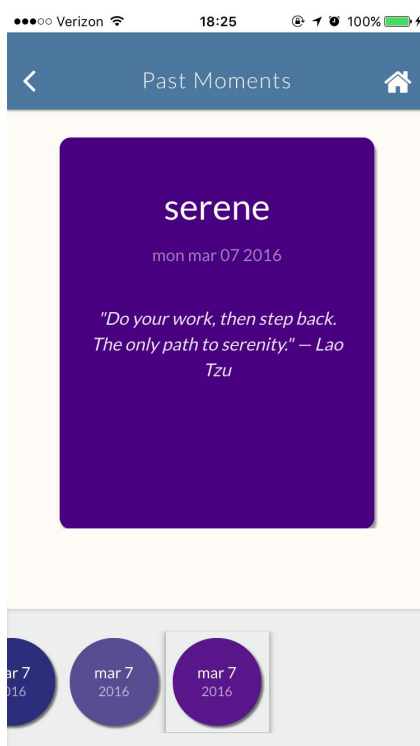 Verizon 18:25 100%
Past Moments
serene
mon mar 07 2016
"Do your work, then step back.
The only path to serenity." — Lao
Tzu
ar 7 mar 7 mar 7
016 2016 2016